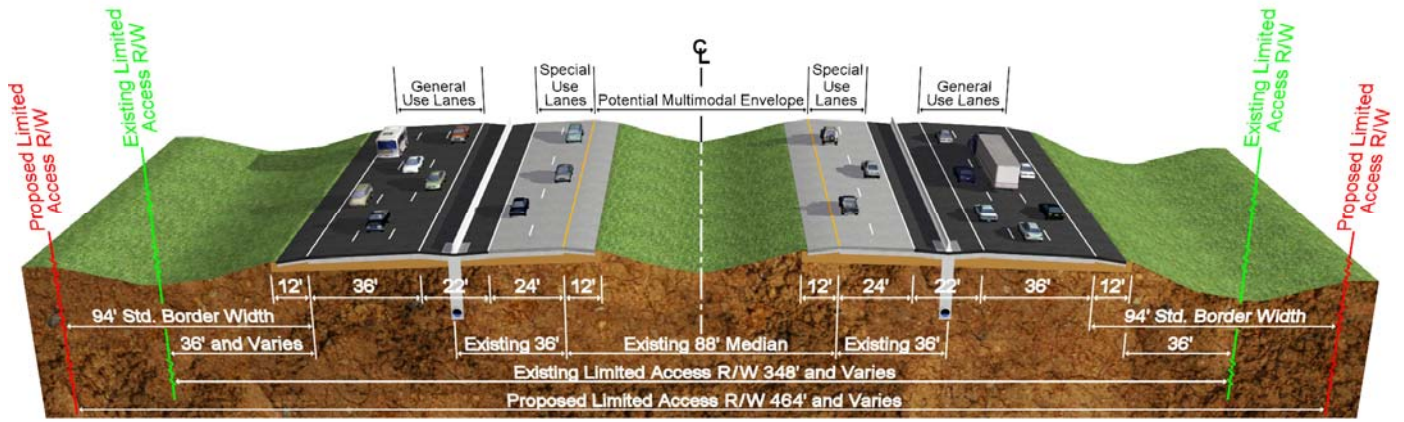 ℄
General
Use Lanes
Special
Use
Lanes
Potential Multimodal Envelope
Special
Use
Lanes
General
Use Lanes
Proposed Limited
Access R/W
Existing Limited
Access R/W
Existing Limited
Access R/W
Proposed Limited
Access R/W
12' 36' 22' 24' 12' 12' 24' 22' 36' 12'
94' Std. Border Width
94' Std. Border Width
36' and Varies Existing 36' Existing 88' Median Existing 36' 36'
Existing Limited Access R/W 348' and Varies
Proposed Limited Access R/W 464' and Varies